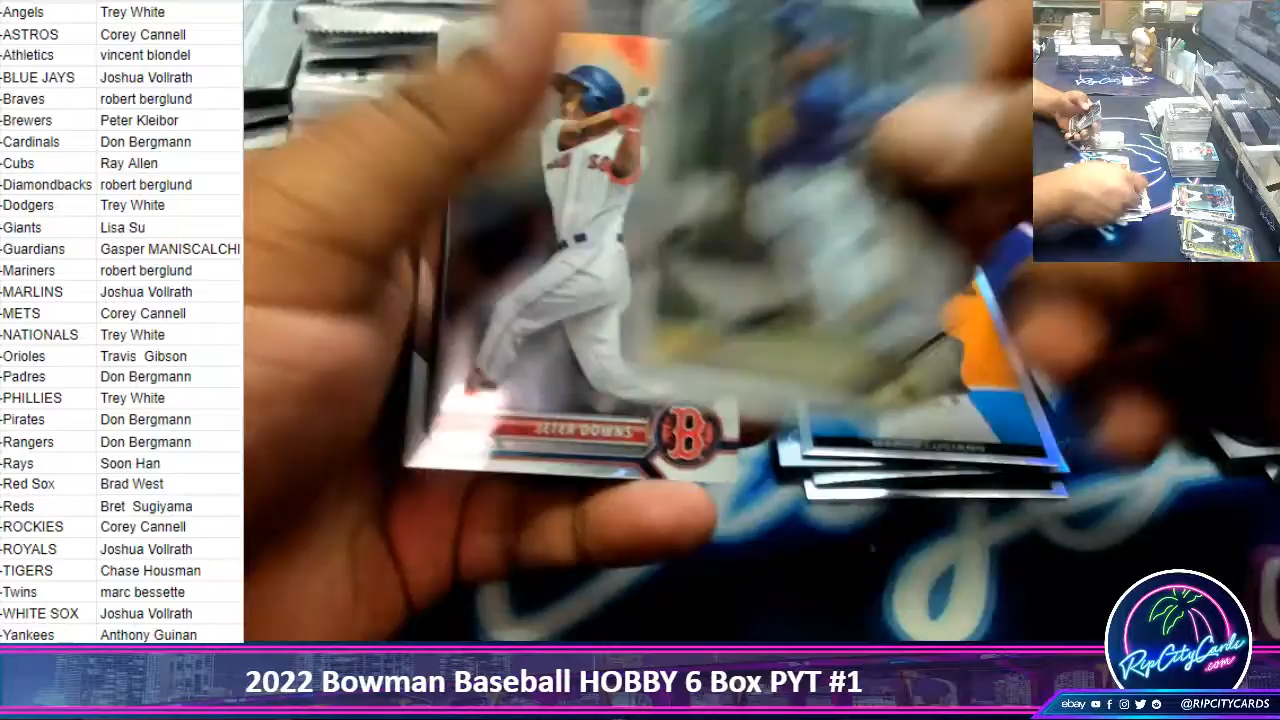 -Angels Trey White
-ASTROS Corey Cannell
-Athletics vincent blondel
-BLUE JAYS Joshua Vollrath
-Braves robert berglund
-Brewers Peter Kleibor
-Cardinals Don Bergmann
-Cubs Ray Allen
-Diamondbacks robert berglund
-Dodgers Trey White
-Giants Lisa Su
-Guardians Gasper MANISCALCHI
-Mariners robert berglund
-MARLINS Joshua Vollrath
-METS Corey Cannell
-NATIONALS Trey White
-Orioles Travis Gibson
-Padres Don Bergmann
-PHILLIES Trey White
-Pirates Don Bergmann
-Rangers Don Bergmann
-Rays Soon Han
-Red Sox Brad West
-Reds Bret Sugiyama
-ROCKIES Corey Cannell
-ROYALS Joshua Vollrath
-TIGERS Chase Housman
-Twins marc bessette
-WHITE SOX Joshua Vollrath
-Yankees Anthony Guinan
JETER DOWNS
B
2022 Bowman Baseball HOBBY 6 Box PYT #1
RipCityCards
.com
ebay @RIPCITYCARDS